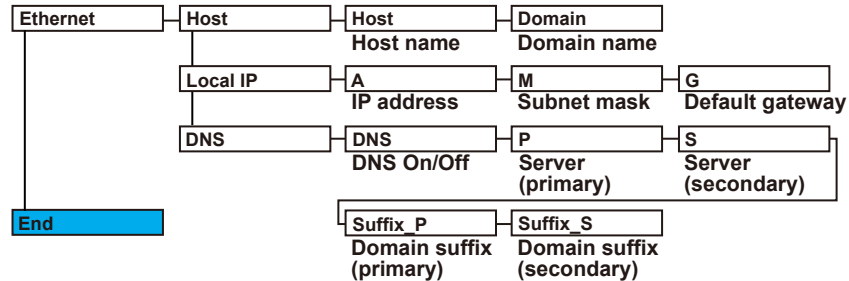 Ethernet Host Host Domain
Host name Domain name
Local IP A M G
IP address Subnet mask Default gateway
DNS DNS P S
DNS On/Off Server Server
(primary) (secondary)
End Suffix_P Suffix_S
Domain suffix Domain suffix
(primary) (secondary)